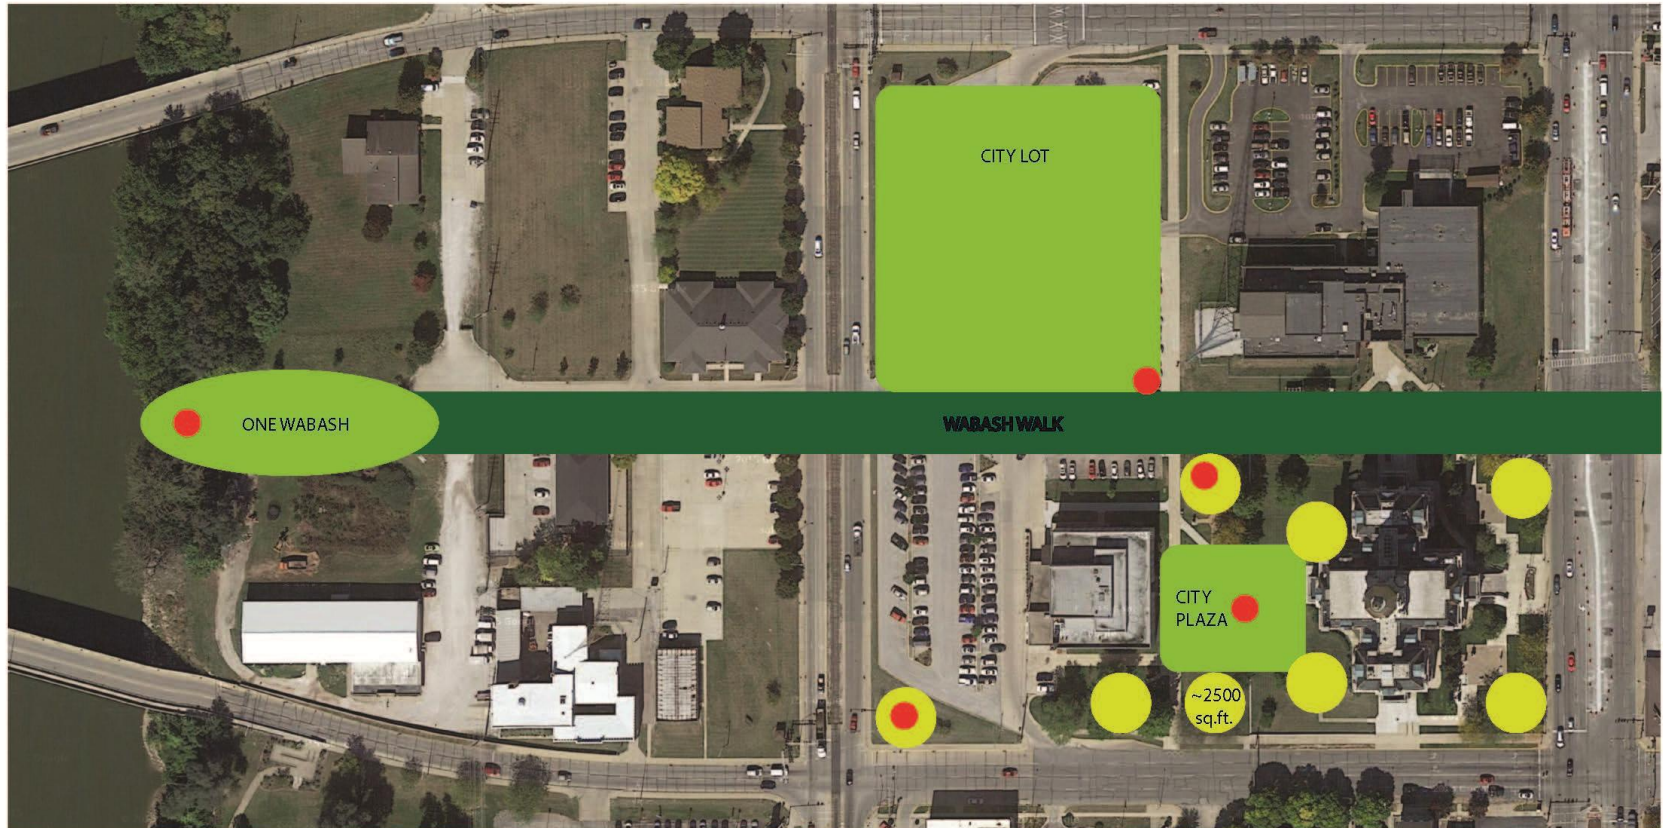 CITY LOT
ONE WABASH
WABASH WALK
CITY
PLAZA
~2500
sq.ft.